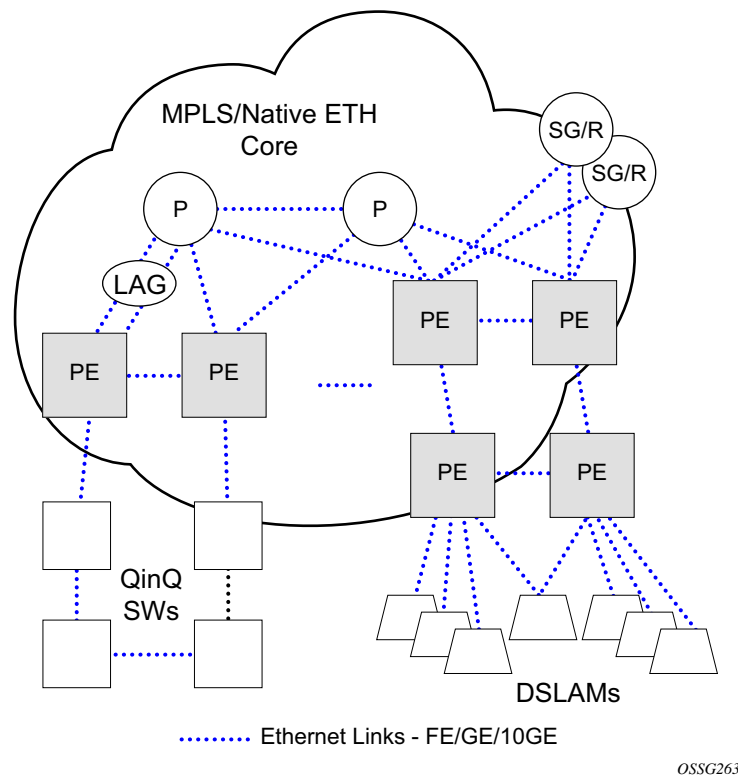 MPLS/Native ETH
Core
SG/R
SG/R
P
P
LAG
PE
PE
PE
PE
PE
PE
QinQ
SWs
DSLAMs
Ethernet Links - FE/GE/10GE
OSSG263